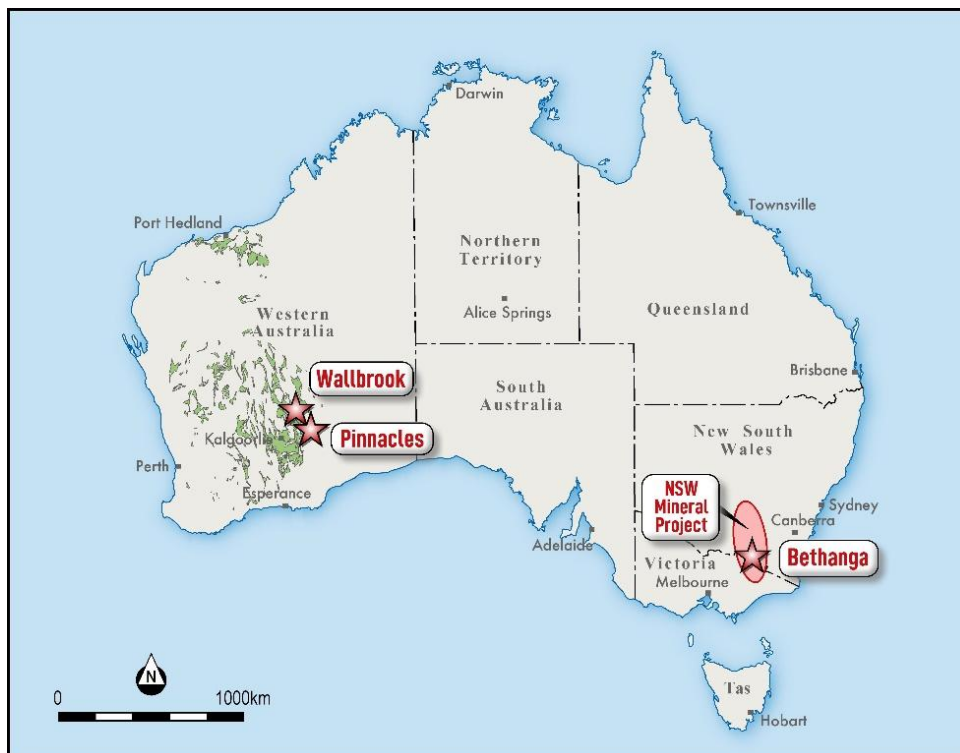 Darwin
Port Hedland
Townsville
Northern
Territory
Alice Springs
Queensland
Western
Australia
Brisbane
Wallbrook
South
Australia
Kalgoorlie
Pinnacles
New South
Wales
Perth
Esperance
NSW
Mineral
Project
Sydney
Canberra
Adelaide
Bethanga
Victoria
Melbourne
N
0 1000km
Tas
Hobart